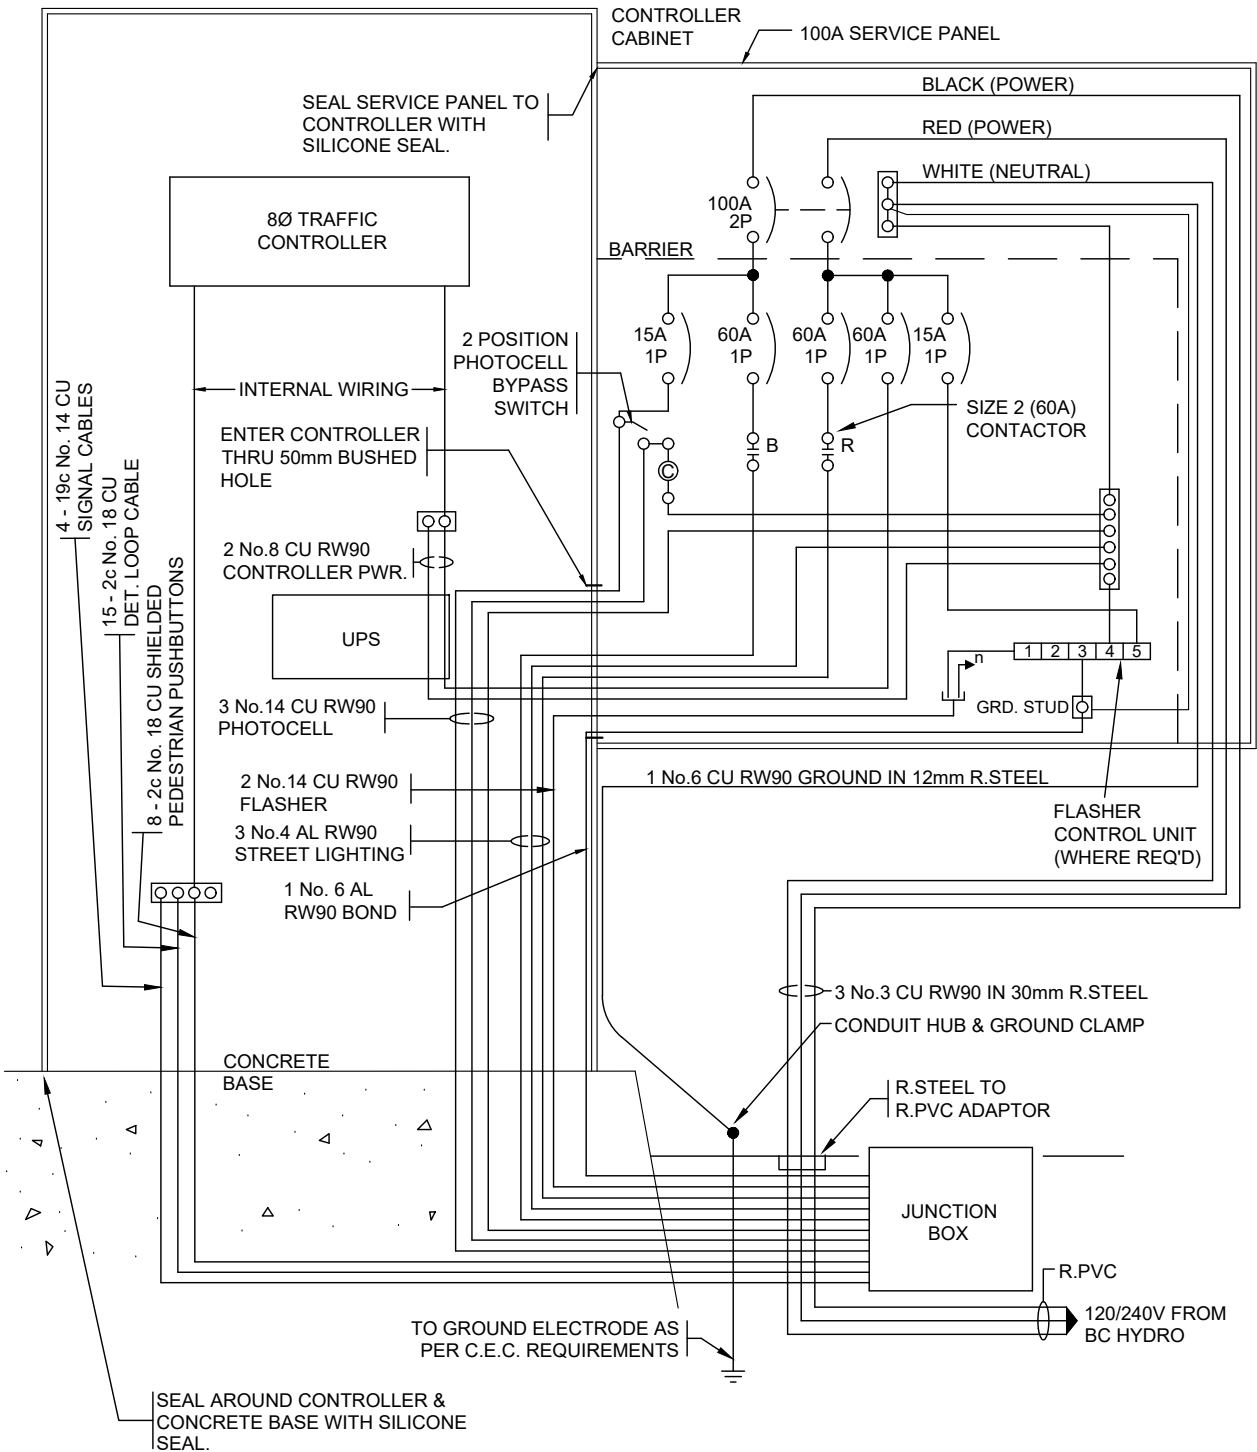 CONTROLLER
CABINET
100A SERVICE PANEL
BLACK (POWER)
SEAL SERVICE PANEL TO
CONTROLLER WITH
SILICONE SEAL.
RED (POWER)
WHITE (NEUTRAL)
8Ø TRAFFIC
CONTROLLER
100A
2P
BARRIER
15A
1P
60A
1P
60A
1P
60A
1P
15A
1P
2 POSITION
PHOTOCELL
BYPASS
SWITCH
INTERNAL WIRING
SIZE 2 (60A)
CONTACTOR
ENTER CONTROLLER
THRU 50mm BUSHED
HOLE
B
R
C
4 - 19c No. 14 CU
SIGNAL CABLES
15 - 2c No. 18 CU
DET. LOOP CABLE
8 - 2c No. 18 CU SHIELDED
PEDESTRIAN PUSHBUTTONS
2 No.8 CU RW90
CONTROLLER PWR.
UPS
n
1 2 3 4 5
GRD. STUD
3 No.14 CU RW90
PHOTOCELL
2 No.14 CU RW90
FLASHER
1 No.6 CU RW90 GROUND IN 12mm R.STEEL
FLASHER
CONTROL UNIT
(WHERE REQ'D)
3 No.4 AL RW90
STREET LIGHTING
1 No. 6 AL
RW90 BOND
3 No.3 CU RW90 IN 30mm R.STEEL
CONDUIT HUB & GROUND CLAMP
CONCRETE
BASE
R.STEEL TO
R.PVC ADAPTOR
JUNCTION
BOX
R.PVC
120/240V FROM
BC HYDRO
TO GROUND ELECTRODE AS
PER C.E.C. REQUIREMENTS
SEAL AROUND CONTROLLER &
CONCRETE BASE WITH SILICONE
SEAL.